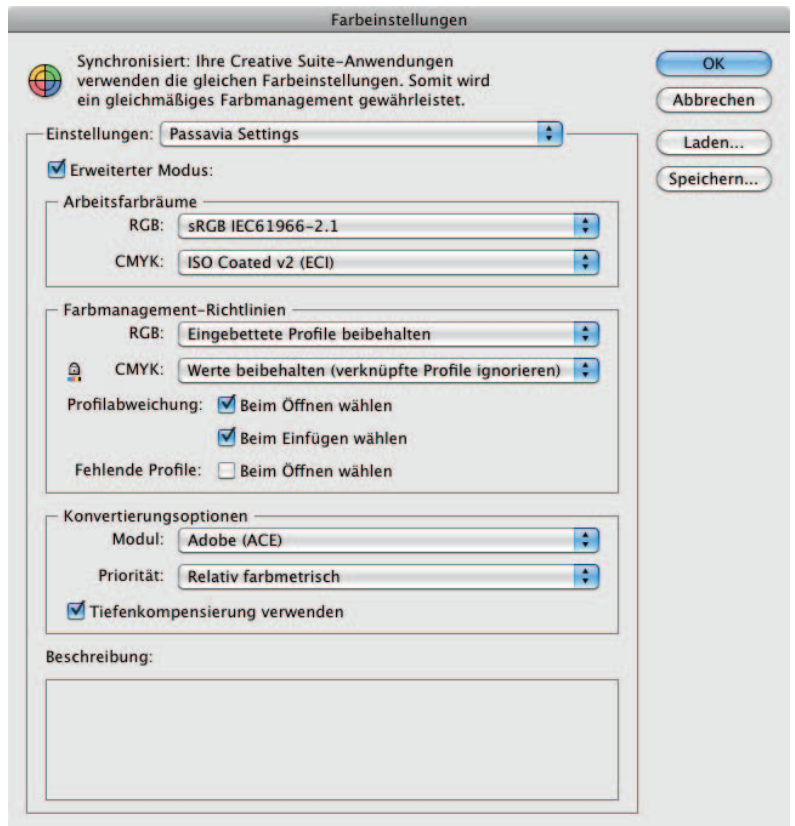 Farbeinstellungen
Synchronisiert: Ihre Creative Suite-Anwendungen
verwenden die gleichen Farbeinstellungen. Somit wird
ein gleichmäßiges Farbmanagement gewährleistet.
OK
Abbrechen
Laden...
Speichern...
Einstellungen: Passavia Settings
Erweiterter Modus:
Arbeitsfarbräume
RGB: sRGB IEC61966-2.1
CMYK: ISO Coated v2 (ECI)
Farbmanagement-Richtlinien
RGB: Eingebettete Profile beibehalten
CMYK: Werte beibehalten (verknüpfte Profile ignorieren)
Profilabweichung: Beim Öffnen wählen
Beim Einfügen wählen
Fehlende Profile: Beim Öffnen wählen
Konvertierungsoptionen
Modul: Adobe (ACE)
Priorität: Relativ farbmetrisch
Tiefenkompensierung verwenden
Beschreibung: